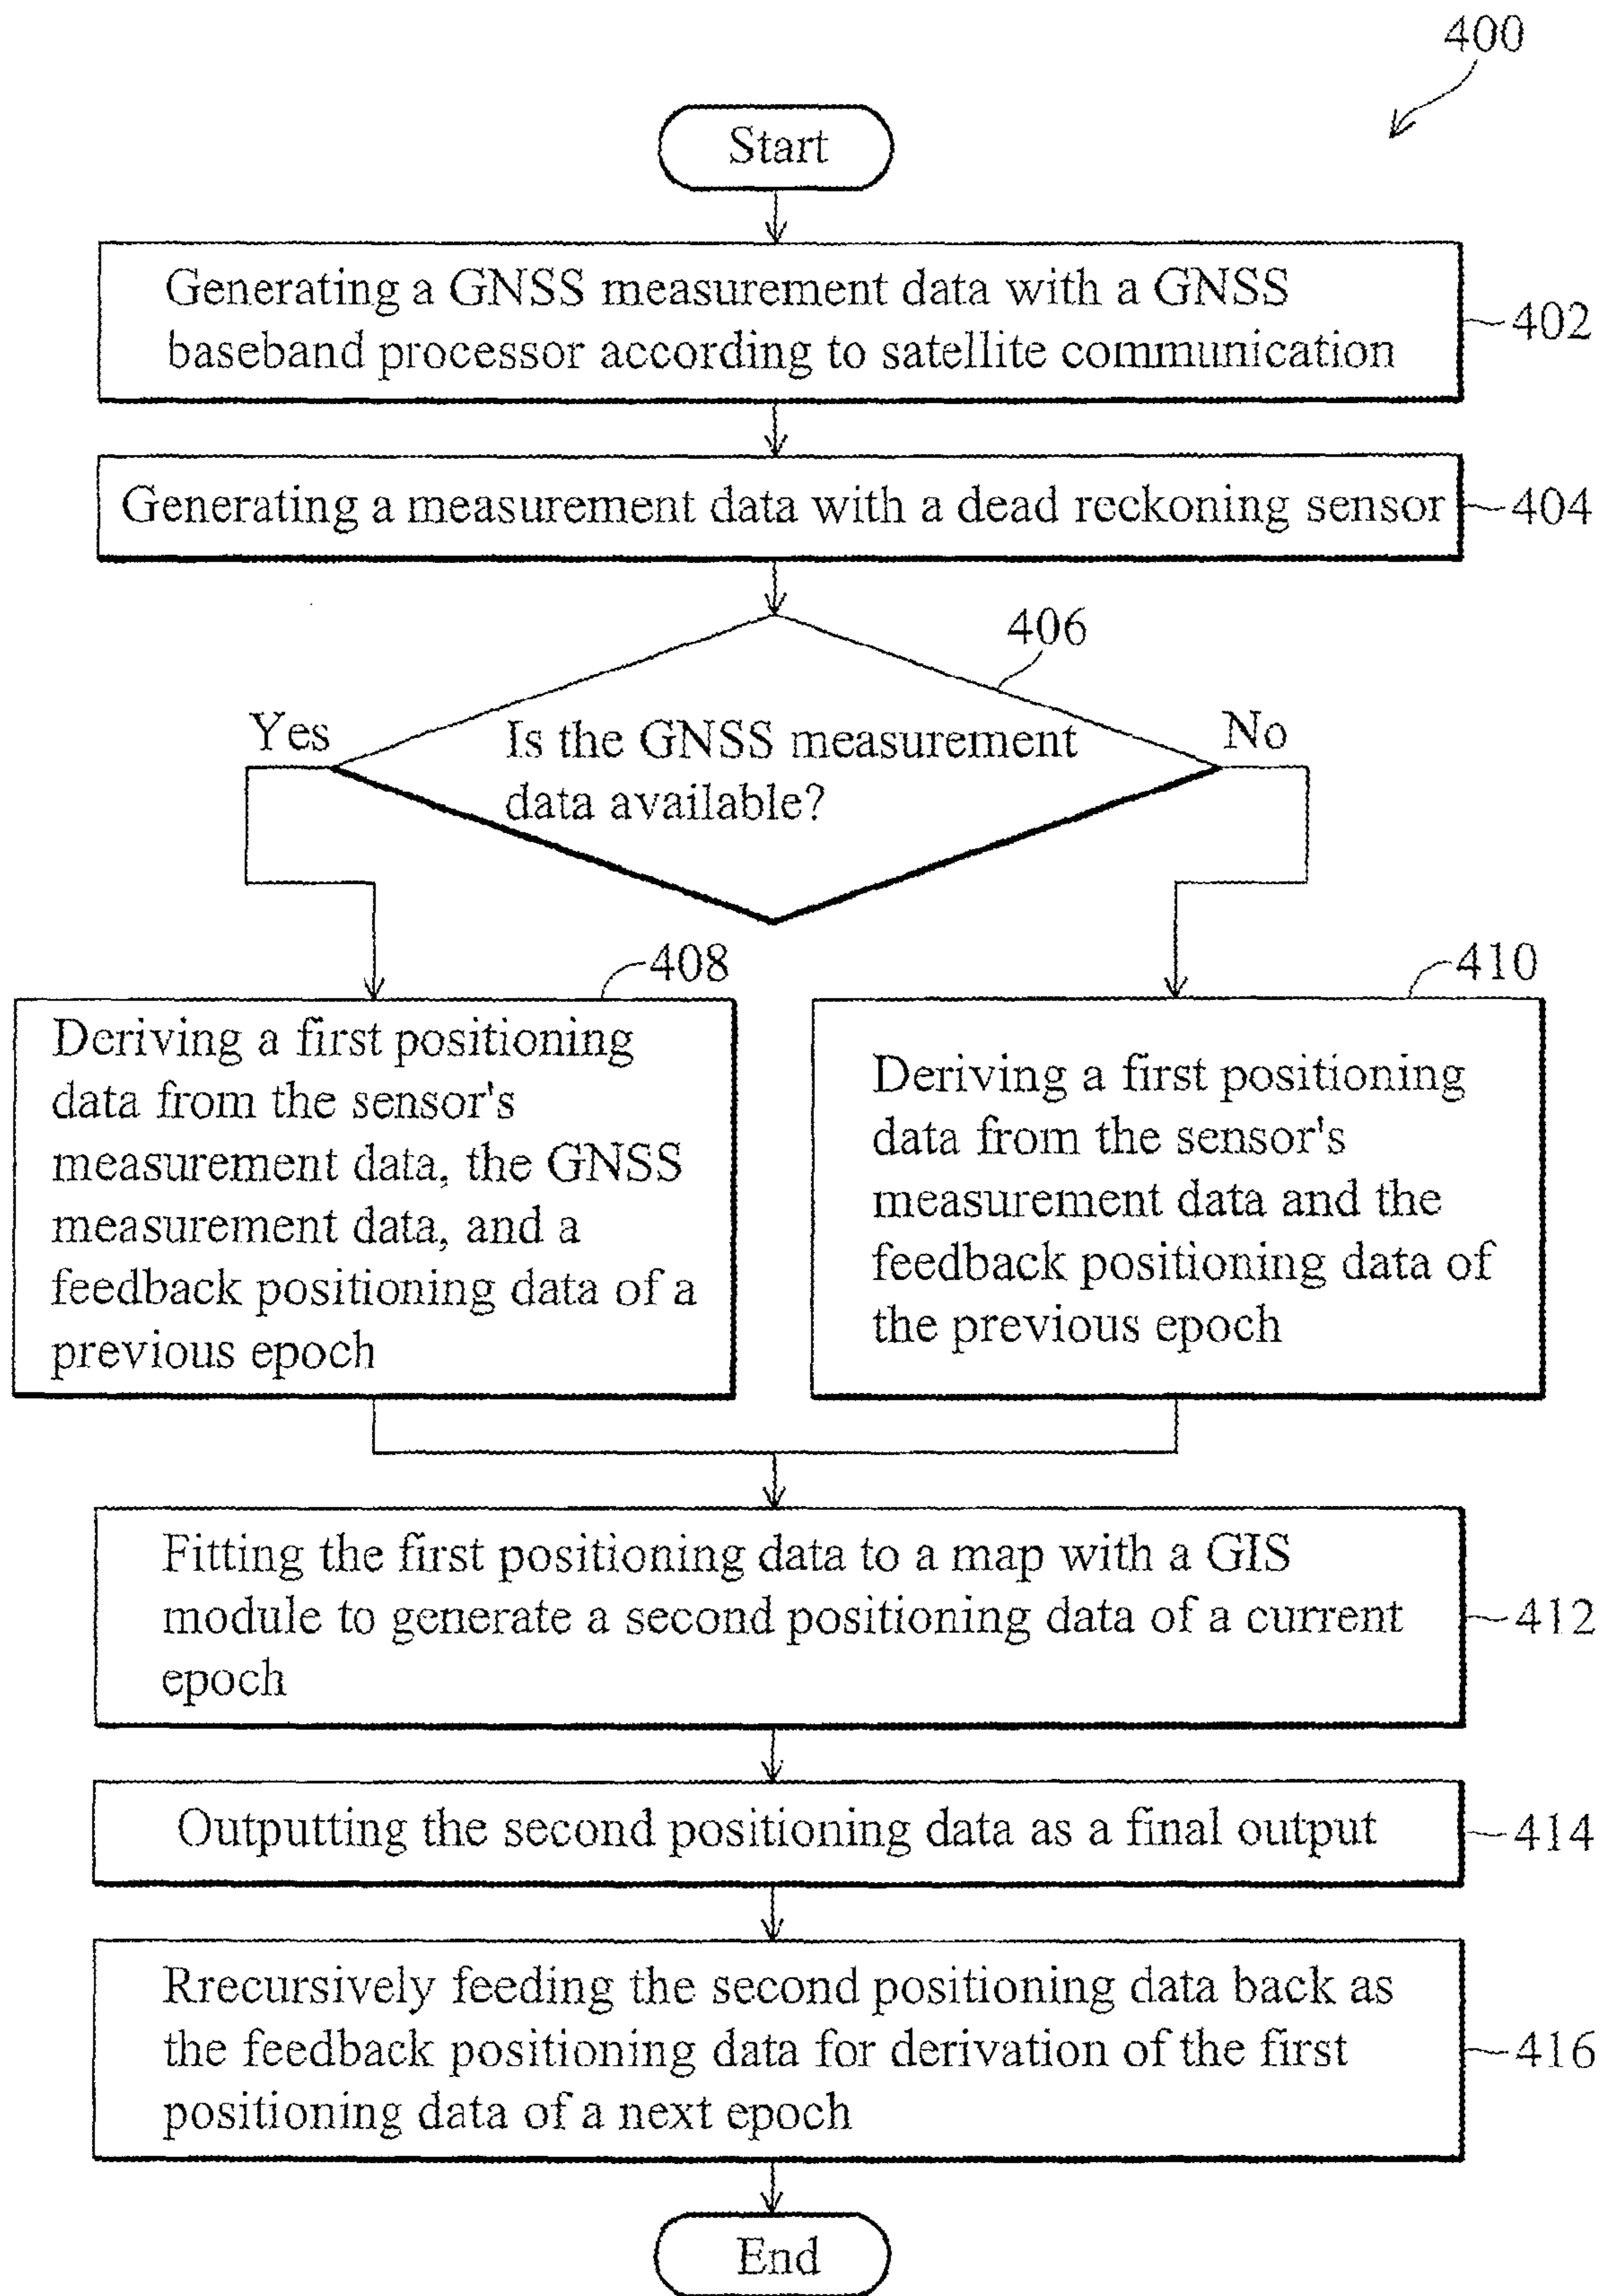 400
Start
Generating a GNSS measurement data with a GNSS
baseband processor according to satellite communication
402
Generating a measurement data with a dead reckoning sensor
404
406
Yes
Is the GNSS measurement
data available?
No
408
Deriving a first positioning
data from the sensor's
measurement data, the GNSS
measurement data, and a
feedback positioning data of a
previous epoch
410
Deriving a first positioning
data from the sensor's
measurement data and the
feedback positioning data of
the previous epoch
Fitting the first positioning data to a map with a GIS
module to generate a second positioning data of a current
epoch
412
Outputting the second positioning data as a final output
414
Rrecursively feeding the second positioning data back as
the feedback positioning data for derivation of the first
positioning data of a next epoch
416
End